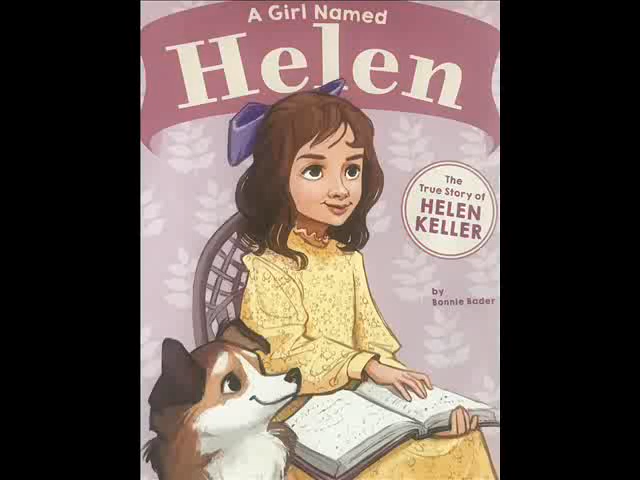 A Girl Named
Helen
The
True Story of
HELEN
KELLER
by
Bonnie Bader